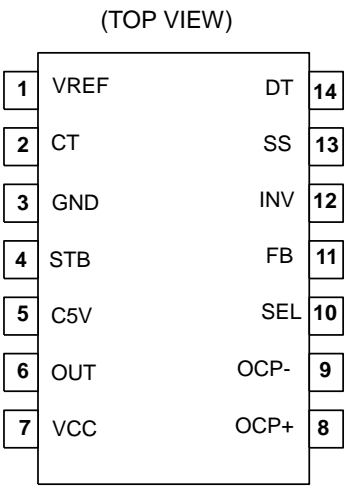 (TOP VIEW)
1 VREF DT 14
2 CT SS 13
3 GND INV 12
4 STB FB 11
5 C5V SEL 10
6 OUT OCP- 9
7 VCC OCP+ 8